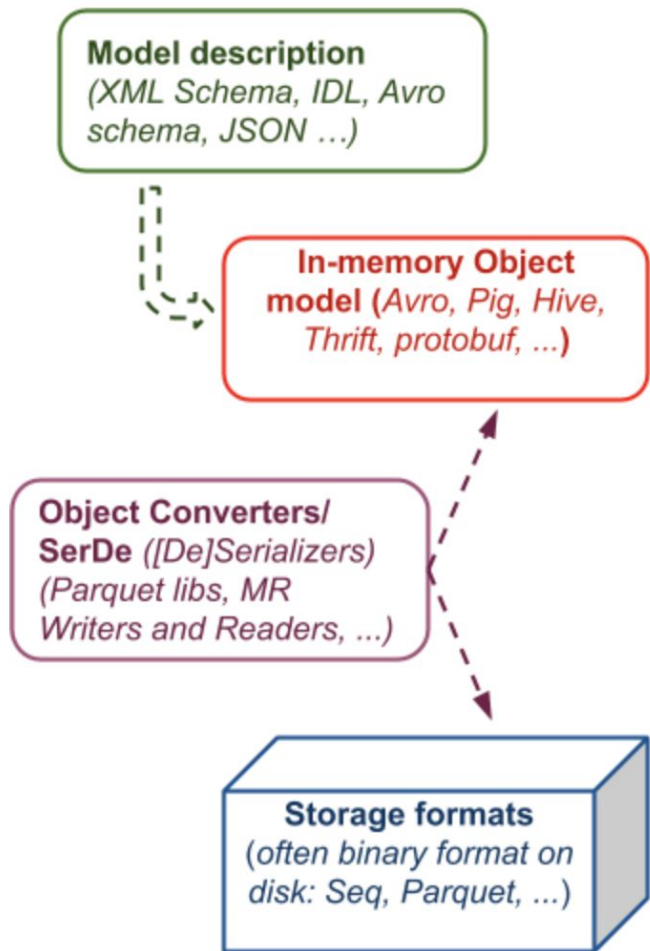 Model description
(XML Schema, IDL, Avro
schema, JSON ...)
In-memory Object
model (Avro, Pig, Hive,
Thrift, protobuf, ...)
Object Converters/
SerDe ([De]Serializers)
(Parquet libs, MR
Writers and Readers, ...)
Storage formats
(often binary format on
disk: Seq, Parquet, ...)